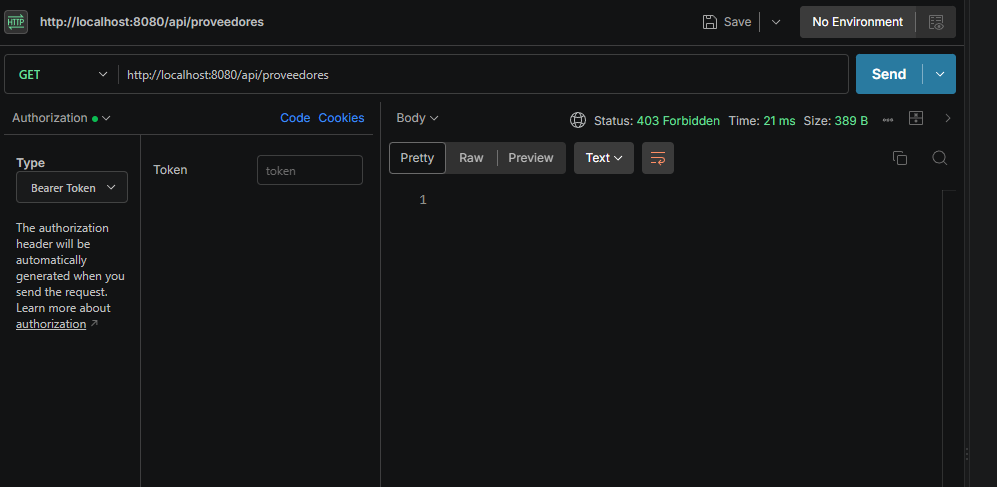 HTTP
http://localhost:8080/api/proveedores
Save
No Environment
GET
http://localhost:8080/api/proveedores
Send
Authorization
Code
Cookies
Type
Bearer Token
The authorization
header will be
automatically
generated when you
send the request.
Learn more about
authorization ↗
Token
token
Body
Status: 403 Forbidden Time: 21 ms Size: 389 B
Pretty
Raw
Preview
Text
1